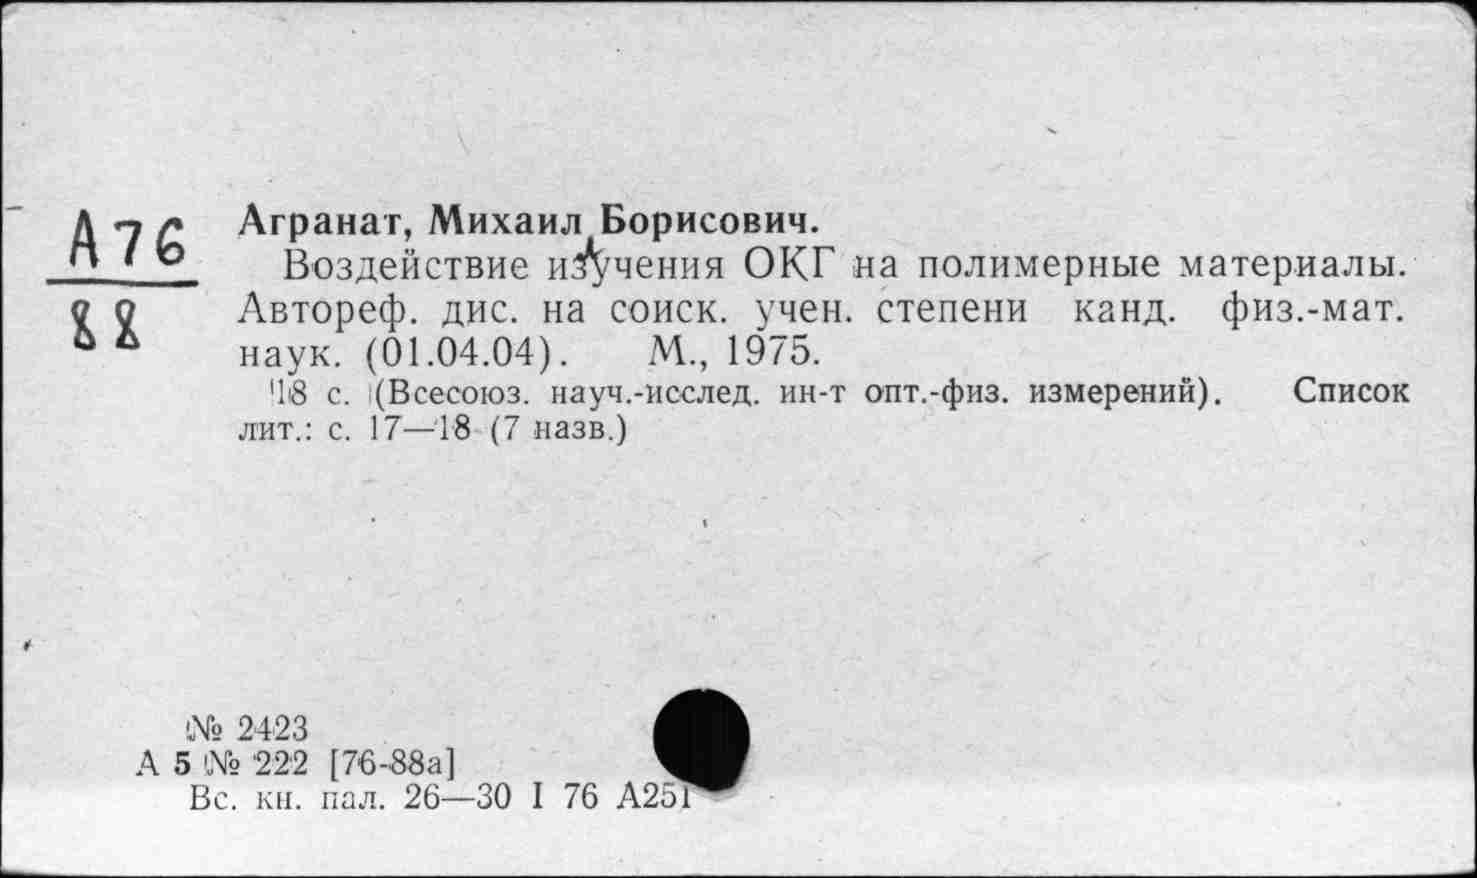 А76
88
Агранат, Михаил Борисович.
Воздействие изучения ОКГ на полимерные материалы.
Автореф. дис. на соиск. учен. степени канд. физ.-мат.
наук. (01.04.04). М., 1975.
18 с. (Всесоюз. науч.-исслед. ин-т опт.-физ. измерений). Список
лит.: с. 17—18 (7 назв.)
№ 2423
А 5 № 222 [76-88а]
Вс. кн. пал. 26—30 I 76 А251